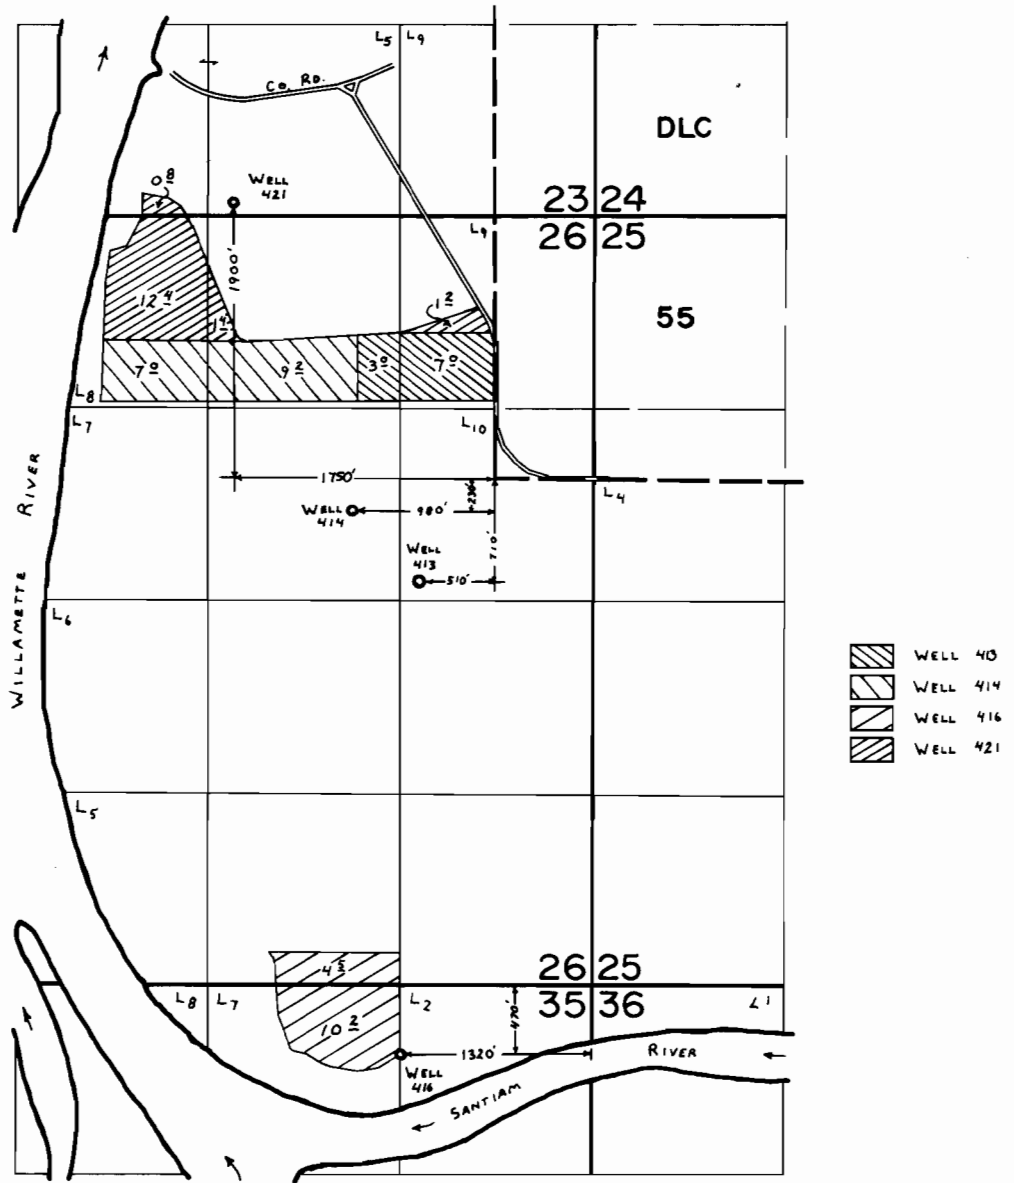 L5 L9
CO. RD.
DLC
0 8
WELL
421
23 24
26 25
L9
1900'
12 4
1 4
1 2
55
7 0
9 2
3 0
7 0
L8
L7
L10
1750'
L4
230'
WELL
414
980'
710'
WELL
413
510'
WILLAMETTE RIVER
L6
WELL 413
WELL 414
WELL 416
WELL 421
L5
4 5
26 25
35 36
L8 L7
L2
L1
10 2
470'
1320'
WELL
416
SANTIAM RIVER